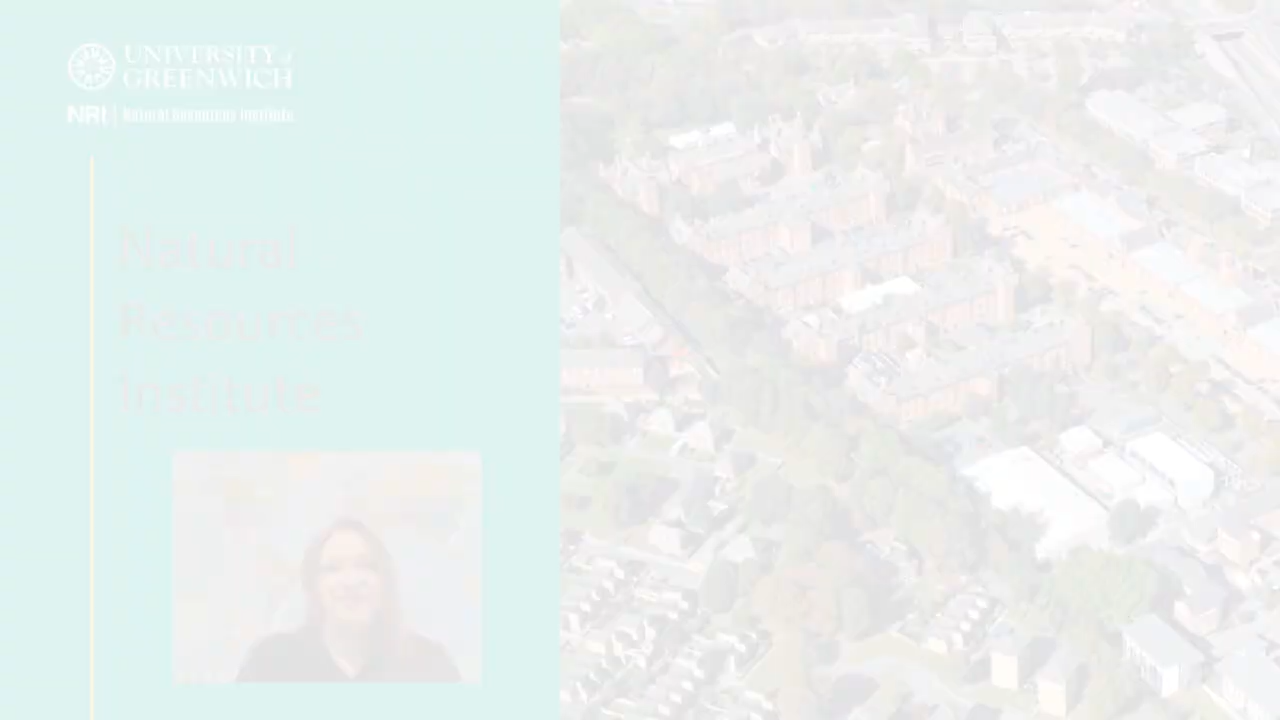 UNIVERSITY of
GREENWICH
NRI | Natural Resources Institute
Natural
Resources
Institute